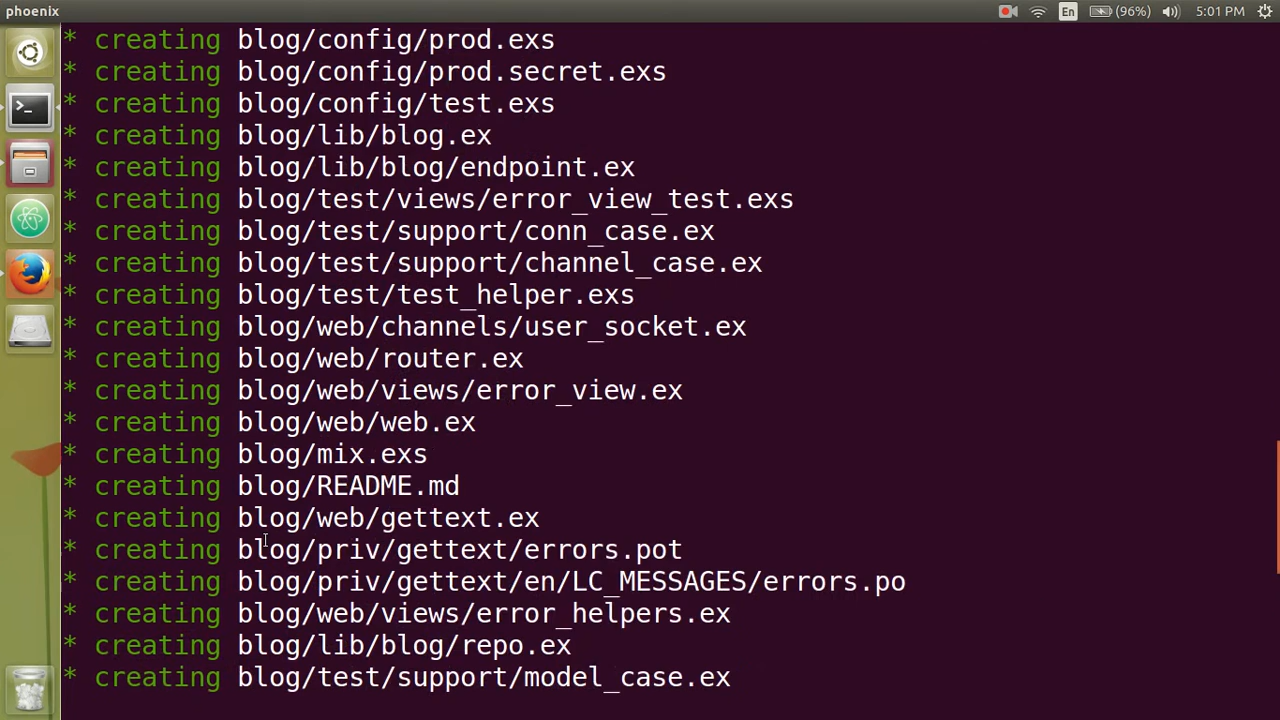 phoenix En (96%) 5:01 PM
* creating blog/config/prod.exs
* creating blog/config/prod.secret.exs
* creating blog/config/test.exs
* creating blog/lib/blog.ex
* creating blog/lib/blog/endpoint.ex
* creating blog/test/views/error_view_test.exs
* creating blog/test/support/conn_case.ex
* creating blog/test/support/channel_case.ex
* creating blog/test/test_helper.exs
* creating blog/web/channels/user_socket.ex
* creating blog/web/router.ex
* creating blog/web/views/error_view.ex
* creating blog/web/web.ex
* creating blog/mix.exs
* creating blog/README.md
* creating blog/web/gettext.ex
* creating blog/priv/gettext/errors.pot
* creating blog/priv/gettext/en/LC_MESSAGES/errors.po
* creating blog/web/views/error_helpers.ex
* creating blog/lib/blog/repo.ex
* creating blog/test/support/model_case.ex